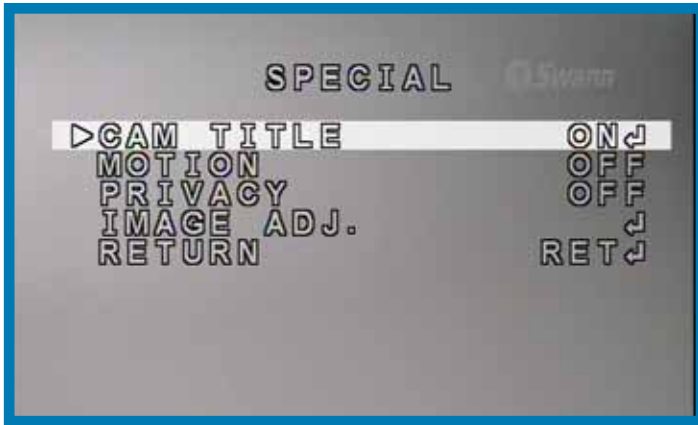 SPECIAL
Swann
▷CAM TITLE ON↲
MOTION OFF
PRIVACY OFF
IMAGE ADJ. ↲
RETURN RET↲